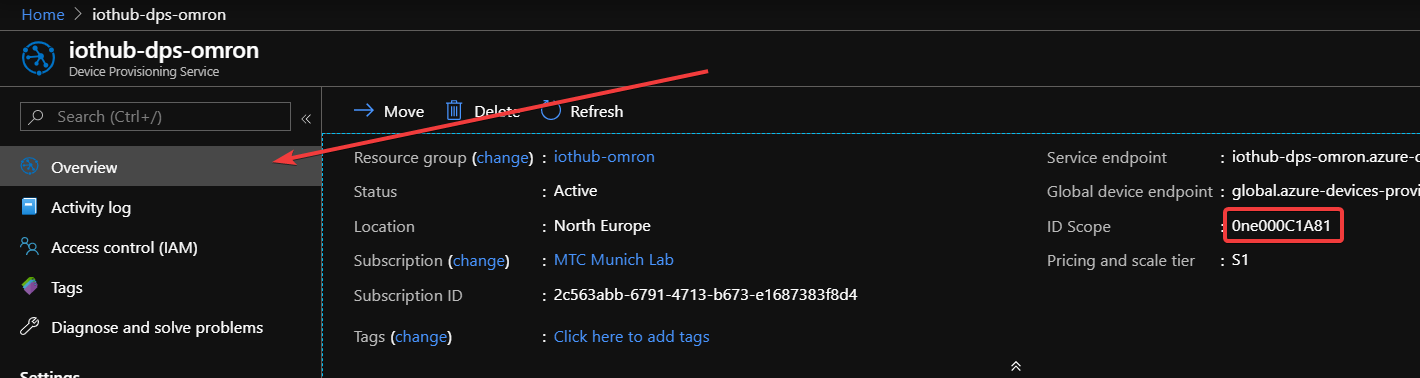 Home > iothub-dps-omron
iothub-dps-omron
Device Provisioning Service
Search (Ctrl+/)
«
Move Delete Refresh
Overview
Activity log
Access control (IAM)
Tags
Diagnose and solve problems
Settings
Resource group (change) : iothub-omron
Status : Active
Location : North Europe
Subscription (change) : MTC Munich Lab
Subscription ID : 2c563abb-6791-4713-b673-e1687383f8d4
Tags (change) : Click here to add tags
Service endpoint : iothub-dps-omron.azure-d
Global device endpoint : global.azure-devices-provi
ID Scope : 0ne000C1A81
Pricing and scale tier : S1